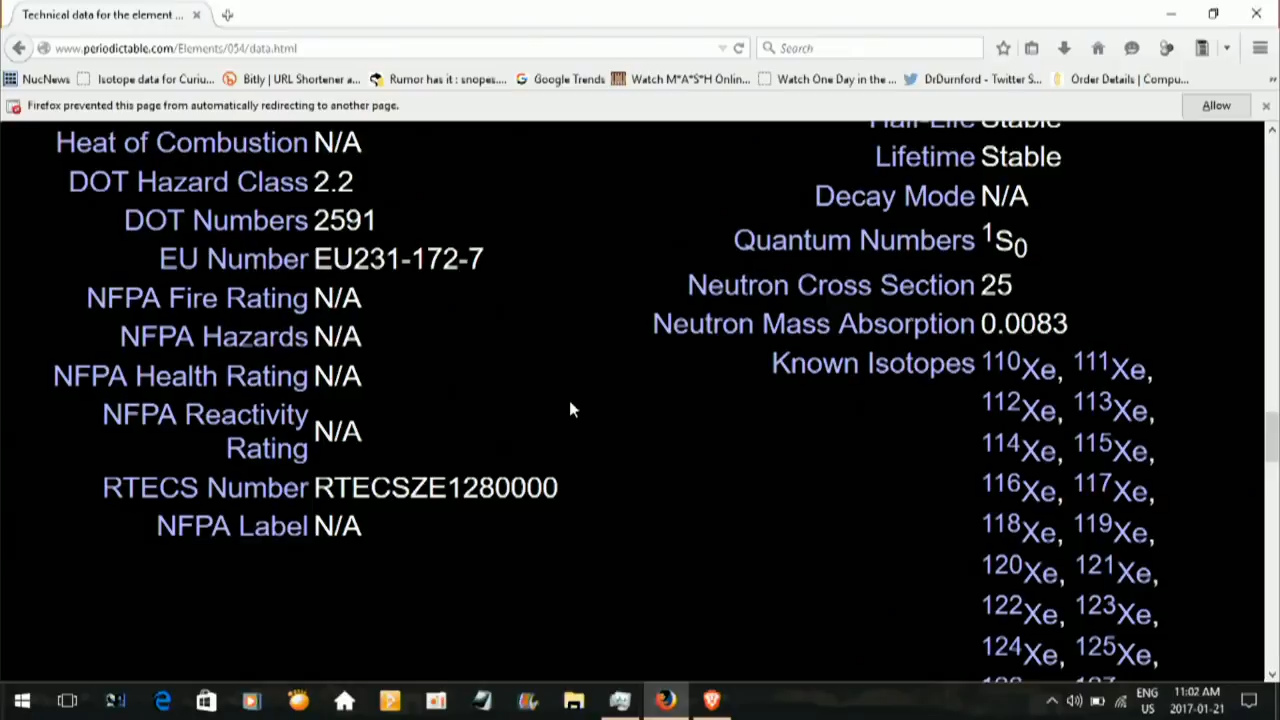 Technical data for the element ...
www.periodictable.com/Elements/054/data.html
Search
NucNews Isotope data for Curiu... Bitly | URL Shortener a... Rumor has it : snopes.... Google Trends Watch M*A*S*H Onlin... Watch One Day in the ... DrDurnford - Twitter S... Order Details | Compu...
Firefox prevented this page from automatically redirecting to another page.
Allow
Heat of Combustion N/A
DOT Hazard Class 2.2
DOT Numbers 2591
EU Number EU231-172-7
NFPA Fire Rating N/A
NFPA Hazards N/A
NFPA Health Rating N/A
NFPA Reactivity
Rating N/A
RTECS Number RTECSZE1280000
NFPA Label N/A
Half-Life Stable
Lifetime Stable
Decay Mode N/A
Quantum Numbers ¹S₀
Neutron Cross Section 25
Neutron Mass Absorption 0.0083
Known Isotopes ¹¹⁰Xe, ¹¹¹Xe,
¹¹²Xe, ¹¹³Xe,
¹¹⁴Xe, ¹¹⁵Xe,
¹¹⁶Xe, ¹¹⁷Xe,
¹¹⁸Xe, ¹¹⁹Xe,
¹²⁰Xe, ¹²¹Xe,
¹²²Xe, ¹²³Xe,
¹²⁴Xe, ¹²⁵Xe,
ENG
US
11:02 AM
2017-01-21